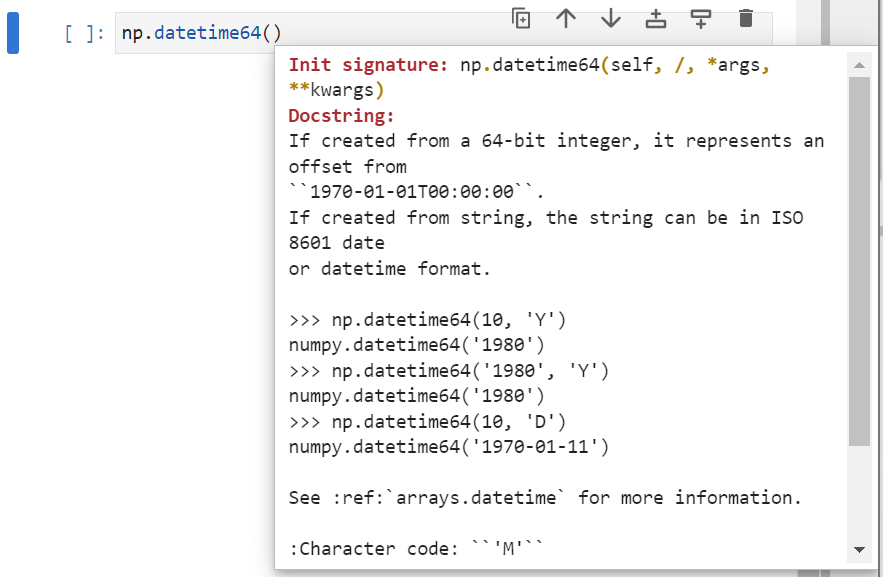 [ ]: np.datetime64()
Init signature: np.datetime64(self, /, *args,
**kwargs)
Docstring:
If created from a 64-bit integer, it represents an
offset from
``1970-01-01T00:00:00``.
If created from string, the string can be in ISO
8601 date
or datetime format.
>>> np.datetime64(10, 'Y')
numpy.datetime64('1980')
>>> np.datetime64('1980', 'Y')
numpy.datetime64('1980')
>>> np.datetime64(10, 'D')
numpy.datetime64('1970-01-11')
See :ref:`arrays.datetime` for more information.
:Character code: ``'M'``